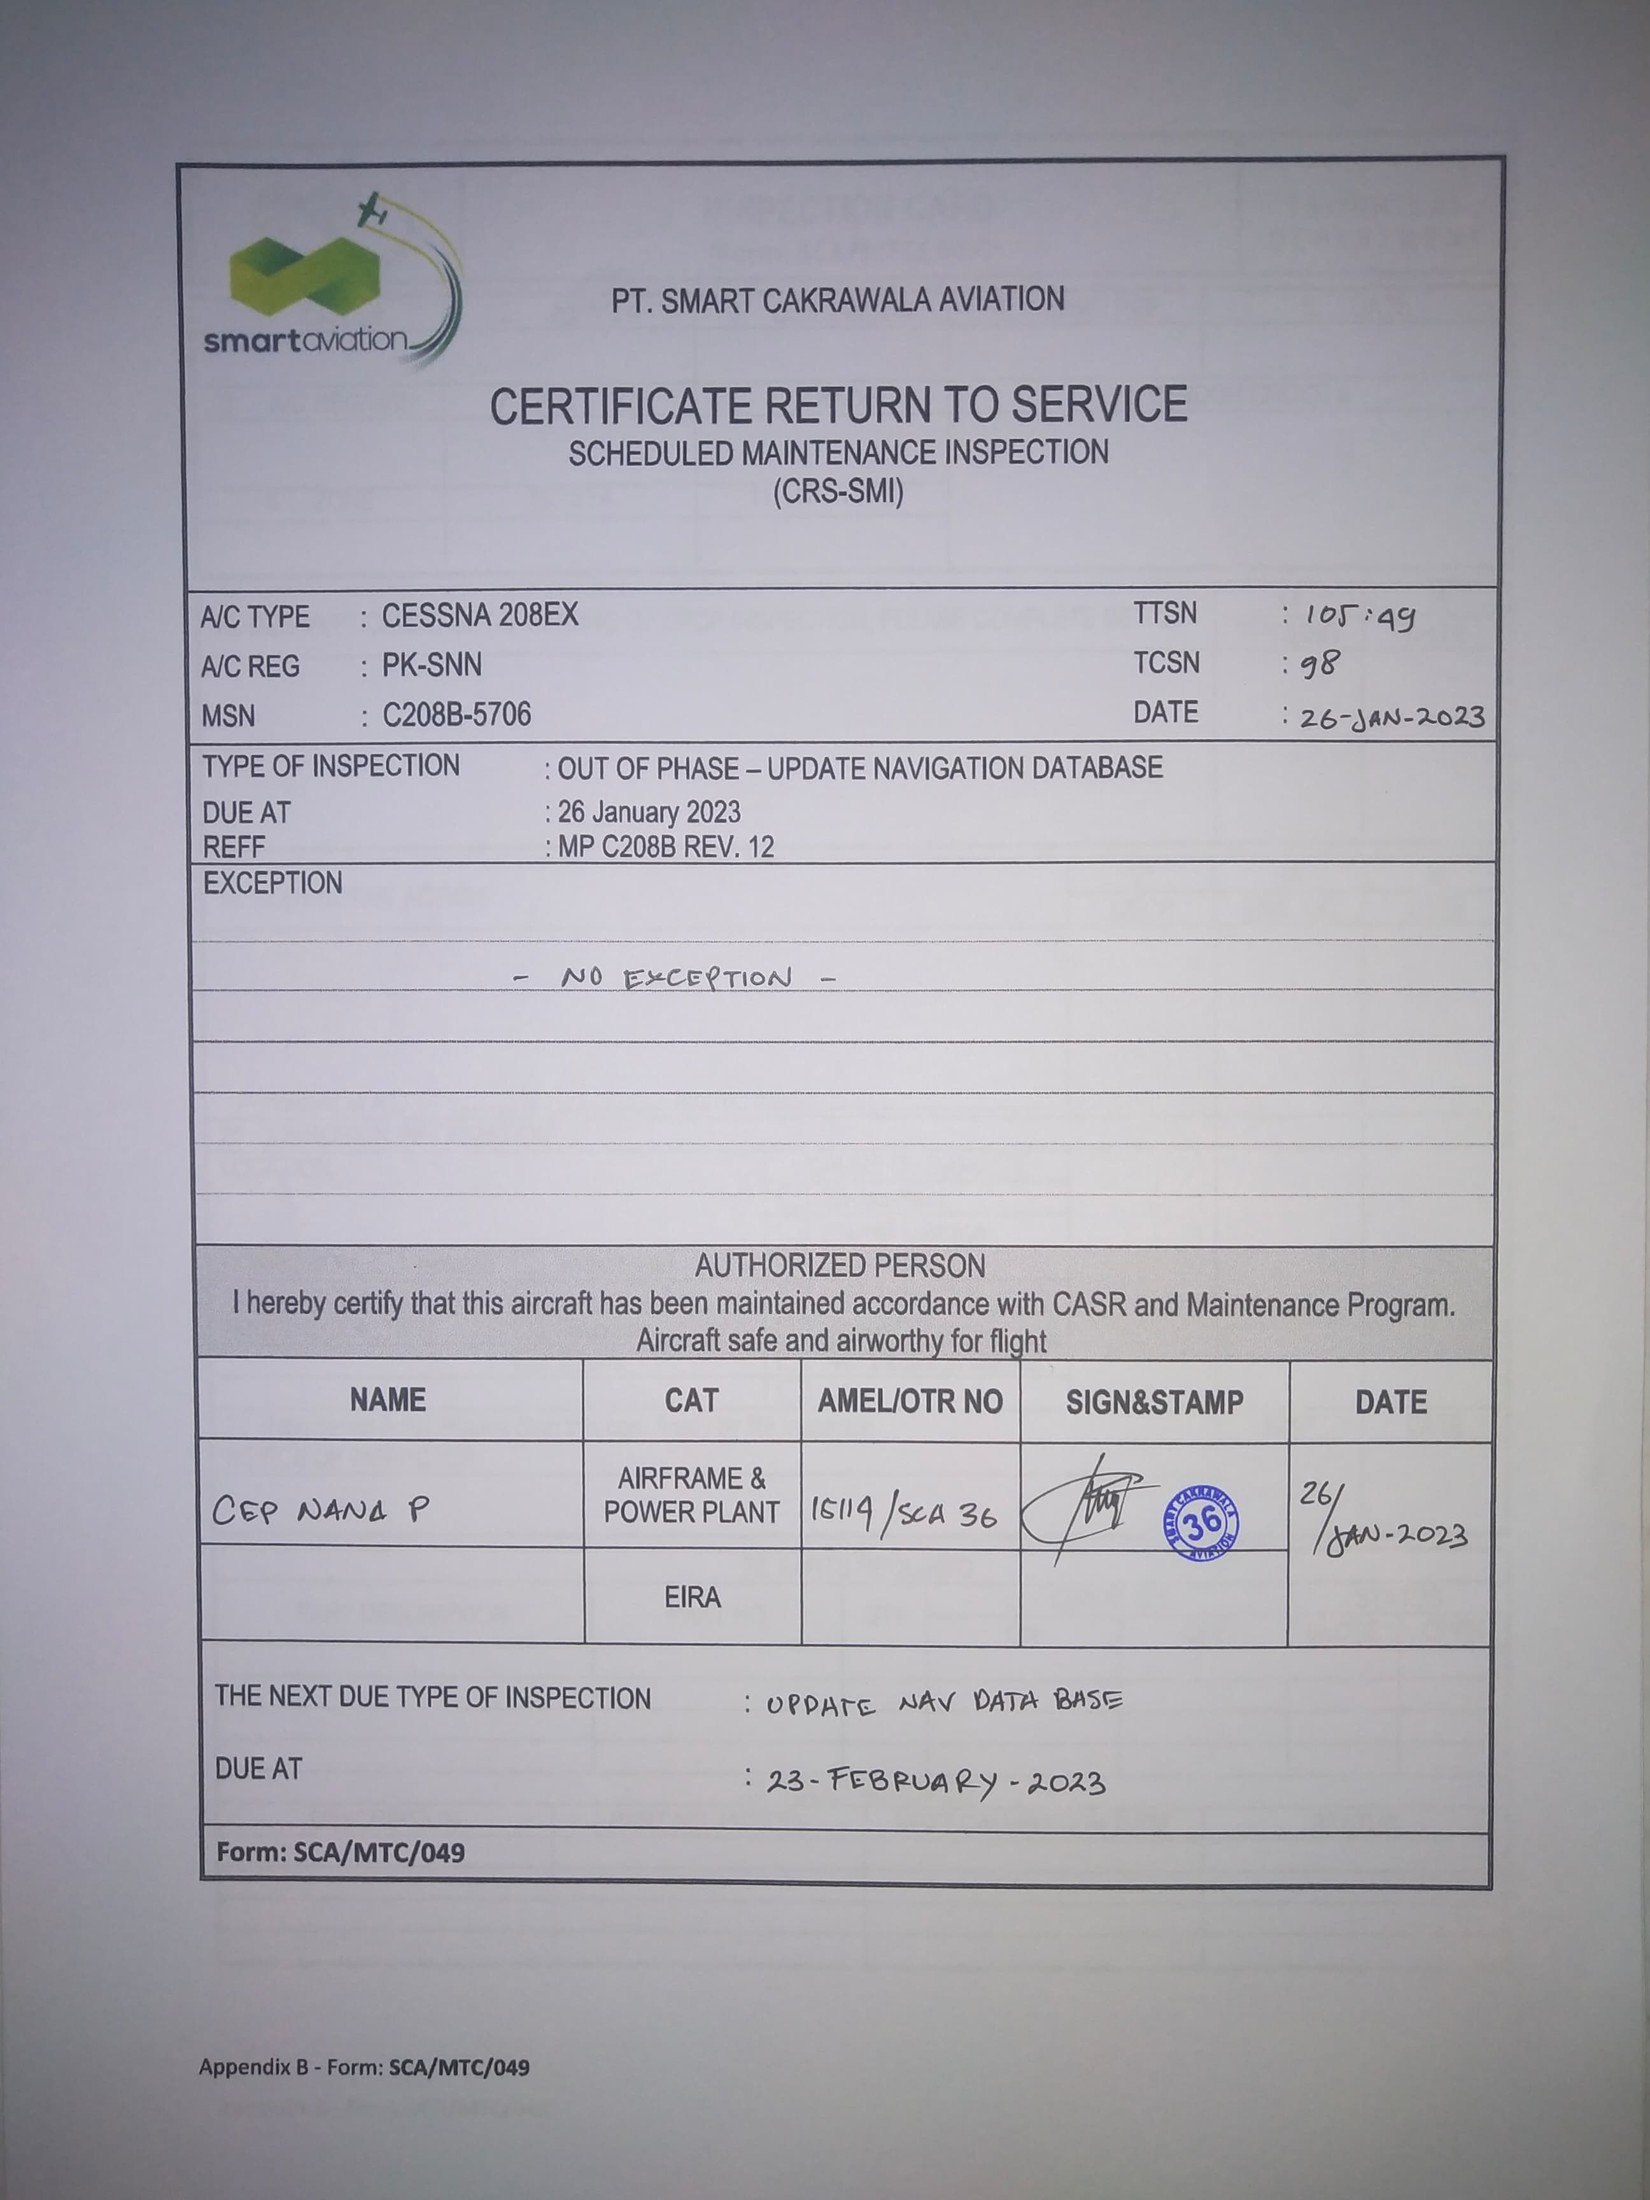 smartaviation
PT. SMART CAKRAWALA AVIATION
CERTIFICATE RETURN TO SERVICE
SCHEDULED MAINTENANCE INSPECTION
(CRS-SMI)
A/C TYPE : CESSNA 208EX TTSN : 105:49
A/C REG : PK-SNN TCSN : 98
MSN : C208B-5706 DATE : 26-JAN-2023
TYPE OF INSPECTION : OUT OF PHASE – UPDATE NAVIGATION DATABASE
DUE AT : 26 January 2023
REFF : MP C208B REV. 12
EXCEPTION
- NO EXCEPTION -
AUTHORIZED PERSON
I hereby certify that this aircraft has been maintained accordance with CASR and Maintenance Program.
Aircraft safe and airworthy for flight
NAME CAT AMEL/OTR NO SIGN&STAMP DATE
CEP NANA P AIRFRAME & POWER PLANT 15119/SCA 36 SMART CAKRAWALA AVIATION 36 26/JAN-2023
EIRA
THE NEXT DUE TYPE OF INSPECTION : UPDATE NAV DATA BASE
DUE AT : 23-FEBRUARY-2023
Form: SCA/MTC/049
Appendix B - Form: SCA/MTC/049